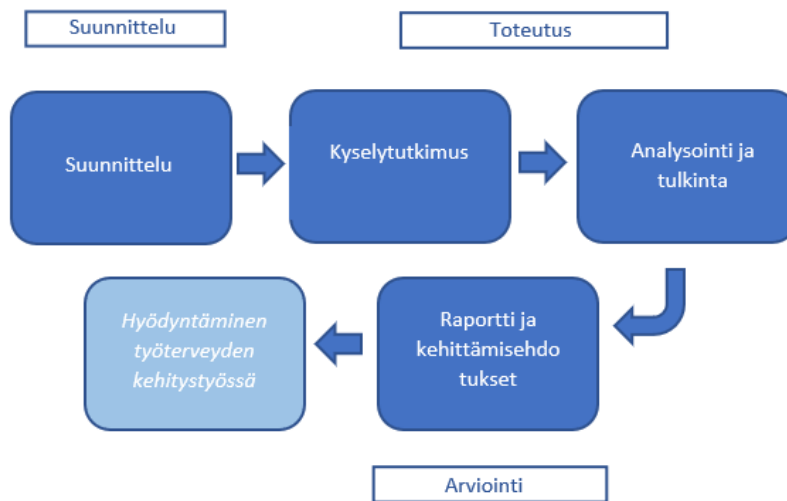 Suunnittelu
Toteutus
Suunnittelu
Kyselytutkimus
Analysointi ja
tulkinta
Hyödyntäminen
työterveyden
kehitystyössä
Raportti ja
kehittämisehdo
tukset
Arviointi